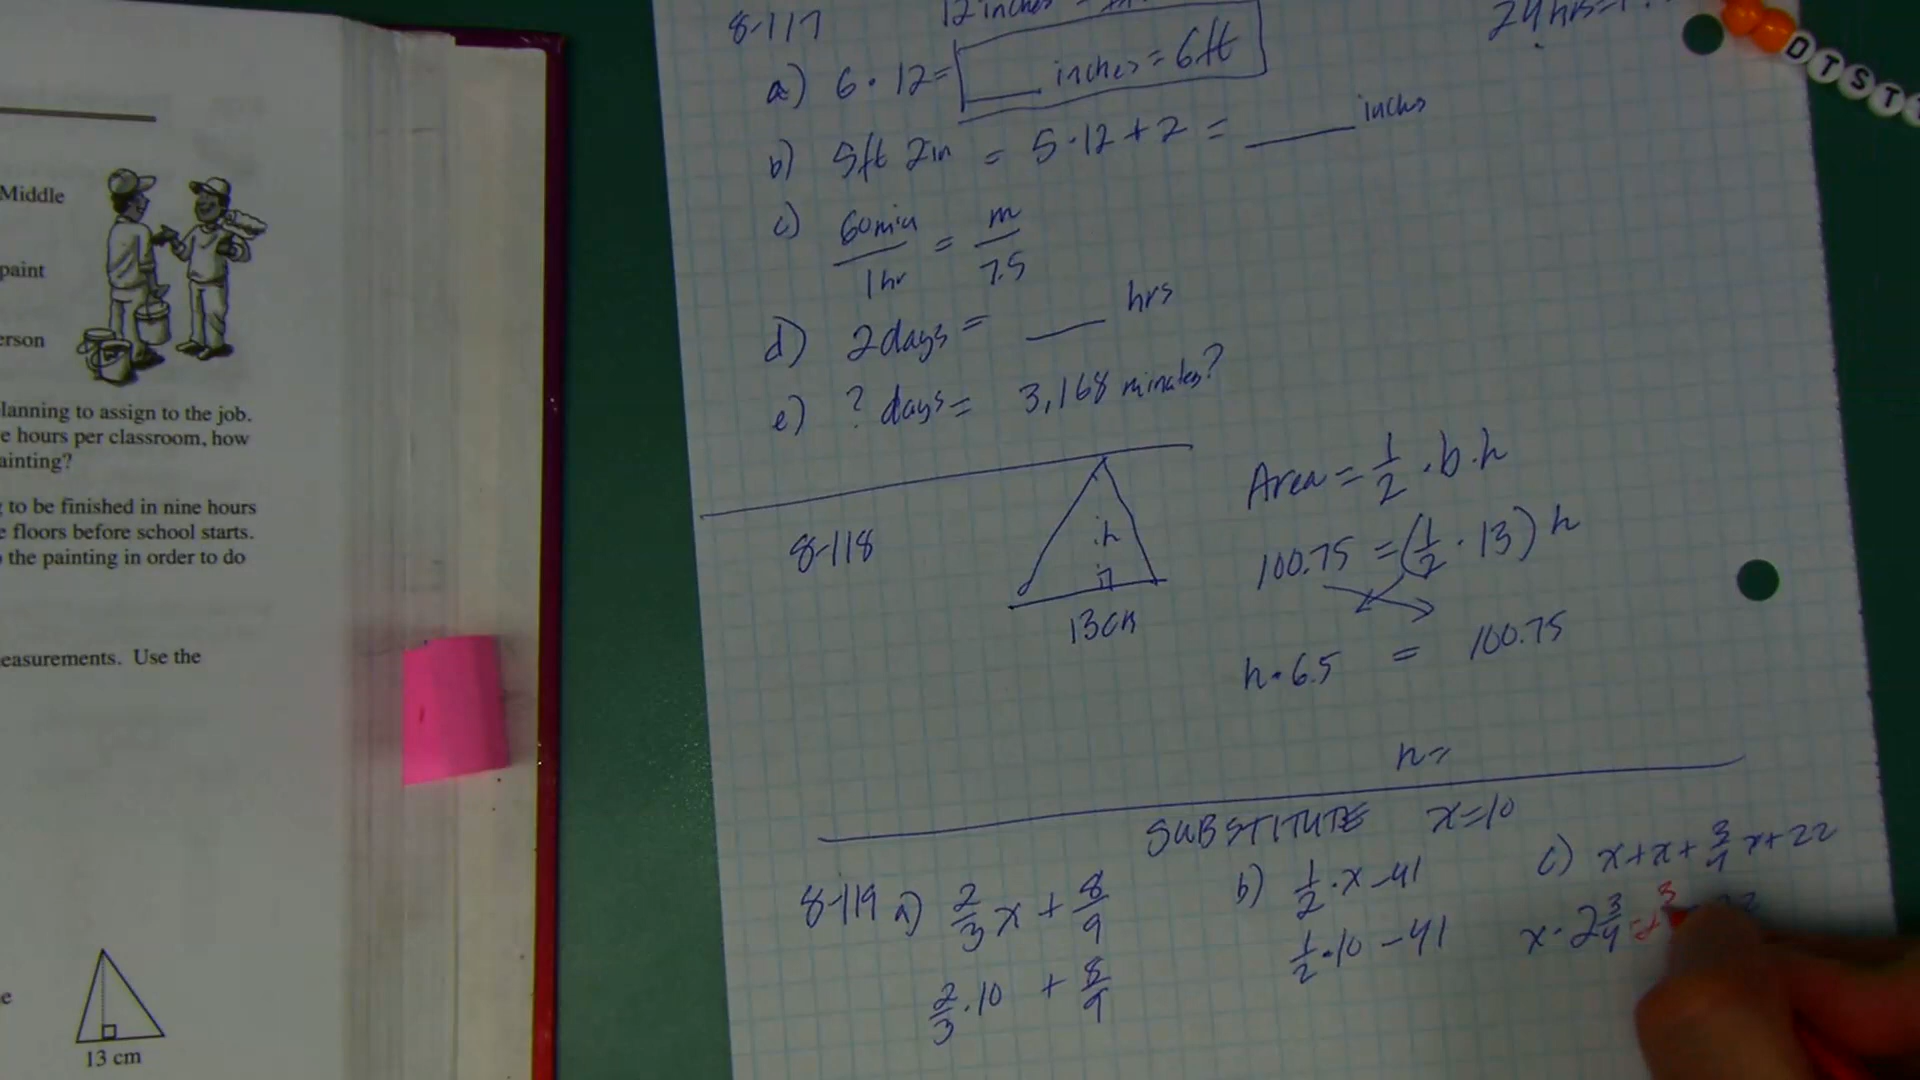 Middle
paint
erson
lanning to assign to the job.
e hours per classroom, how
ainting?
to be finished in nine hours
e floors before school starts.
the painting in order to do
easurements. Use the
e
13 cm
8-117
12 inches
24 hrs=
a) 6 · 12= ___ inches = 6ft
b) 5ft 2in = 5·12+2 = ___ inches
c) 60min/1hr = m/7.5
d) 2days = ___ hrs
e) ? days= 3,168 minutes?
8-118
h
13cm
Area = 1/2 · b · h
100.75 = (1/2 · 13) h
h·6.5 = 100.75
h=
SUBSTITUTE x=10
8-119 a) 2/3 x + 8/9
2/3 · 10 + 8/9
b) 1/2 · x - 41
1/2 · 10 - 41
c) x+x+ 3/4 x+22
x · 2 3/4
DTST